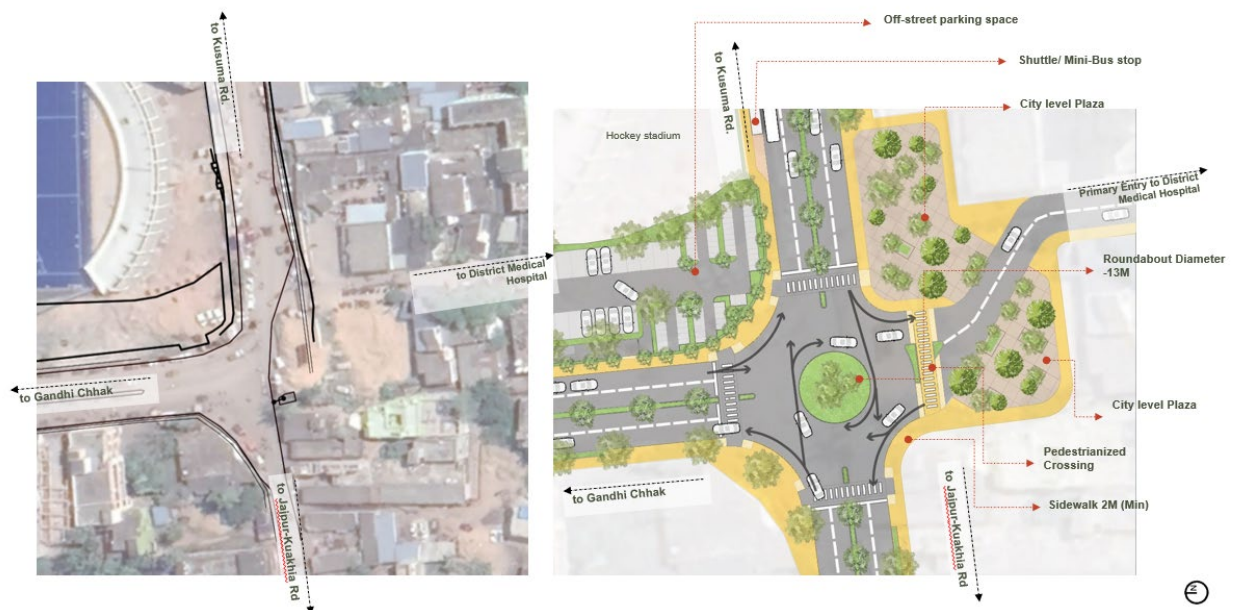 to Kusuma Rd.
to District Medical
Hospital
to Gandhi Chhak
to Jajpur-Kuakhia Rd
Off-street parking space
Shuttle/ Mini-Bus stop
to Kusuma Rd.
City level Plaza
Hockey stadium
Primary Entry to District
Medical Hospital
Roundabout Diameter
-13M
City level Plaza
Pedestrianized
Crossing
to Gandhi Chhak
Sidewalk 2M (Min)
to Jajpur-Kuakhia
Rd
N